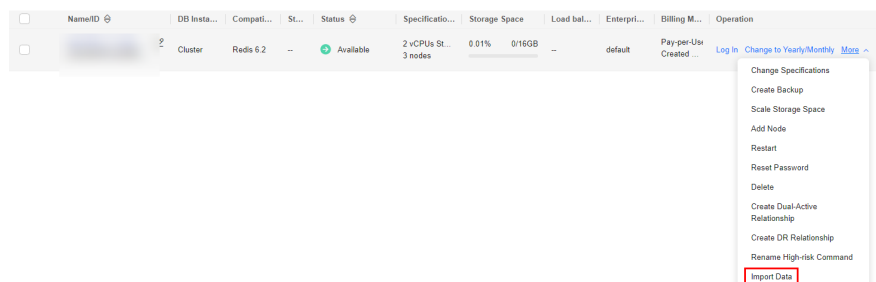 Name/ID DB Insta... Compati... St... Status Specificatio... Storage Space Load bal... Enterpri... Billing M... Operation
Cluster Redis 6.2 -- Available 2 vCPUs St... 0.01% 0/16GB -- default Pay-per-Use Log In Change to Yearly/Monthly More
3 nodes Created ...
Change Specifications
Create Backup
Scale Storage Space
Add Node
Restart
Reset Password
Delete
Create Dual-Active
Relationship
Create DR Relationship
Rename High-risk Command
Import Data